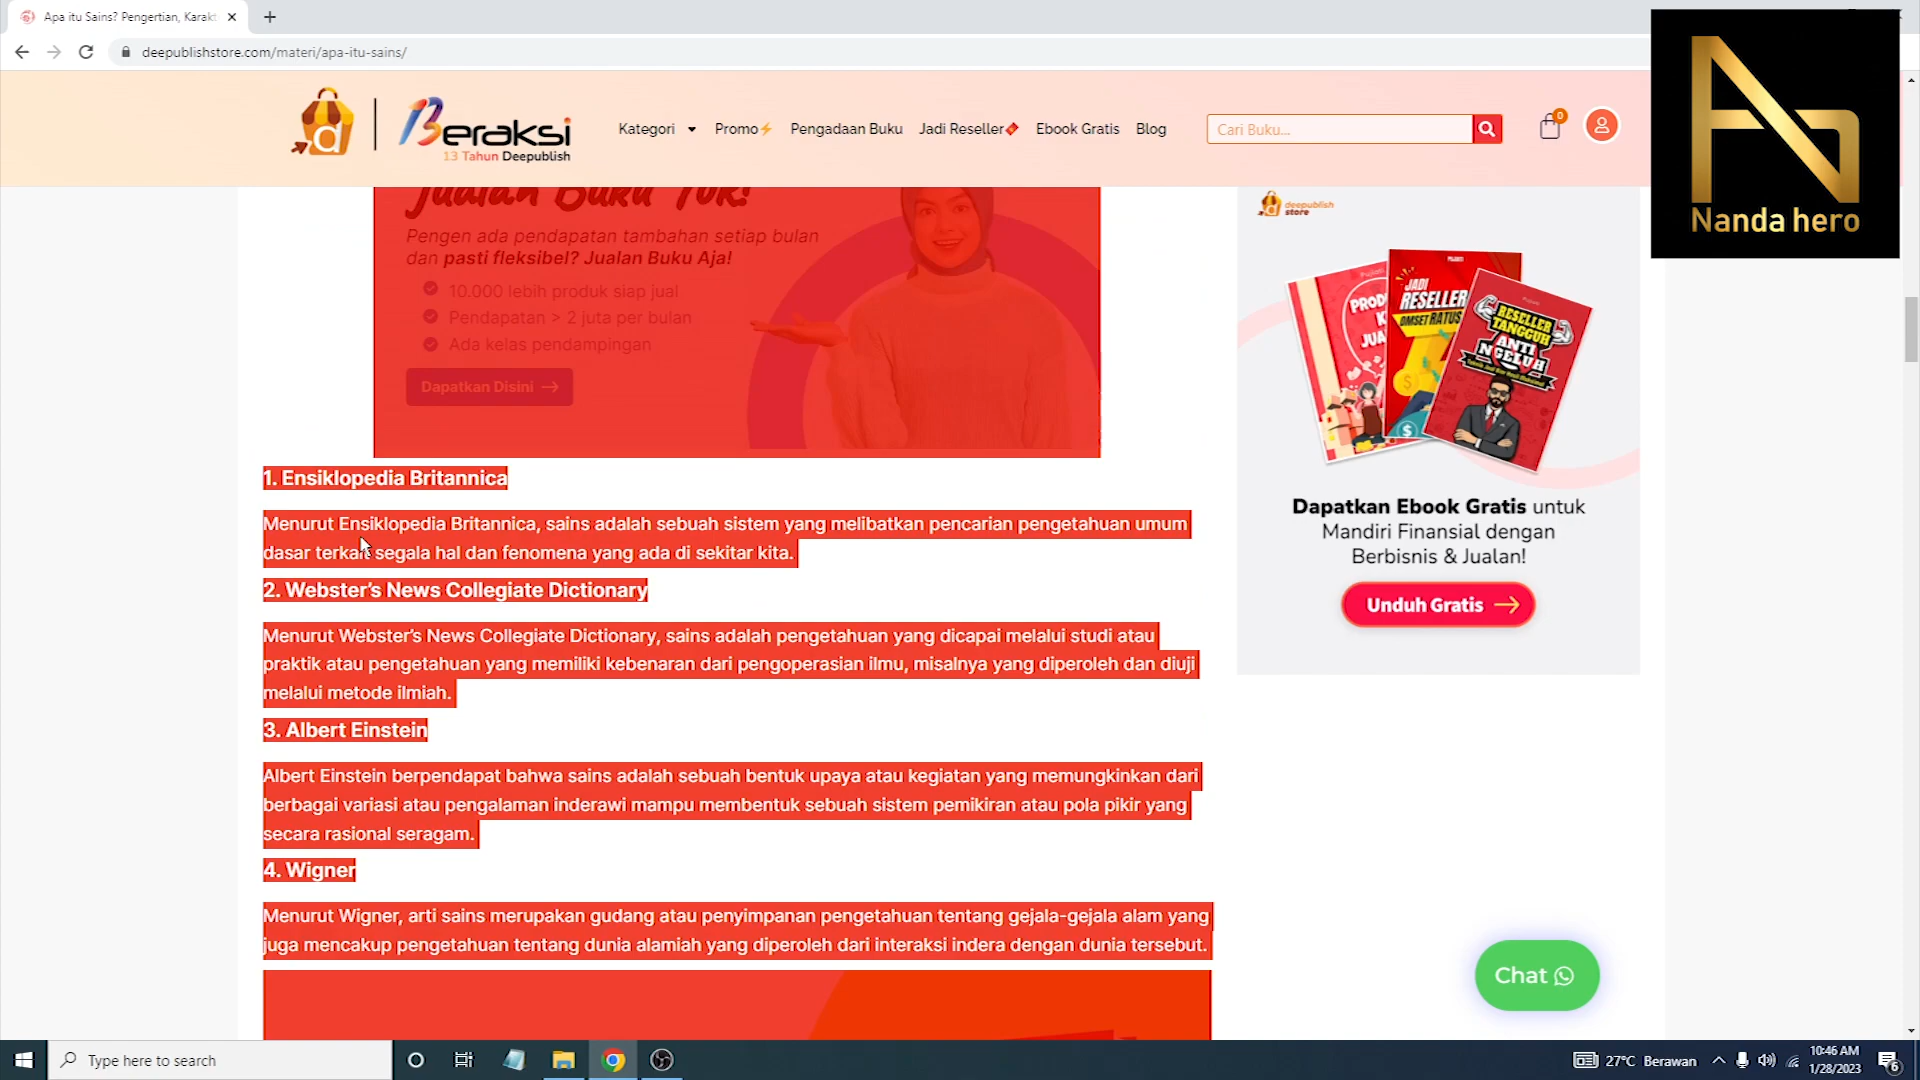 Apa itu Sains? Pengertian, Karakt
deepublishstore.com/materi/apa-itu-sains/
Beraksi
13 Tahun Deepublish
Kategori
Promo
Pengadaan Buku
Jadi Reseller
Ebook Gratis
Blog
Cari Buku...
0
Nanda hero
Jualan Buku Yuk!
Pengen ada pendapatan tambahan setiap bulan
dan pasti fleksibel? Jualan Buku Aja!
10.000 lebih produk siap jual
Pendapatan > 2 juta per bulan
Ada kelas pendampingan
Dapatkan Disini
deepublish
store
JADI
RESELLER
OMSET RATUS
RESELLER
TANGGUH
ANTI
NGELUH
Dapatkan Ebook Gratis untuk
Mandiri Finansial dengan
Berbisnis & Jualan!
Unduh Gratis
1. Ensiklopedia Britannica
Menurut Ensiklopedia Britannica, sains adalah sebuah sistem yang melibatkan pencarian pengetahuan umum
dasar terkait segala hal dan fenomena yang ada di sekitar kita.
2. Webster’s News Collegiate Dictionary
Menurut Webster’s News Collegiate Dictionary, sains adalah pengetahuan yang dicapai melalui studi atau
praktik atau pengetahuan yang memiliki kebenaran dari pengoperasian ilmu, misalnya yang diperoleh dan diuji
melalui metode ilmiah.
3. Albert Einstein
Albert Einstein berpendapat bahwa sains adalah sebuah bentuk upaya atau kegiatan yang memungkinkan dari
berbagai variasi atau pengalaman inderawi mampu membentuk sebuah sistem pemikiran atau pola pikir yang
secara rasional seragam.
4. Wigner
Menurut Wigner, arti sains merupakan gudang atau penyimpanan pengetahuan tentang gejala-gejala alam yang
juga mencakup pengetahuan tentang dunia alamiah yang diperoleh dari interaksi indera dengan dunia tersebut.
Chat
Type here to search
27°C Berawan
10:46 AM
1/28/2023
6